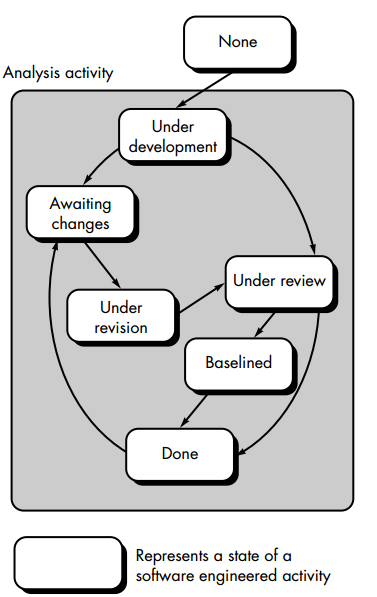 None
Analysis activity
Under
development
Awaiting
changes
Under review
Under
revision
Baselined
Done
Represents a state of a
software engineered activity